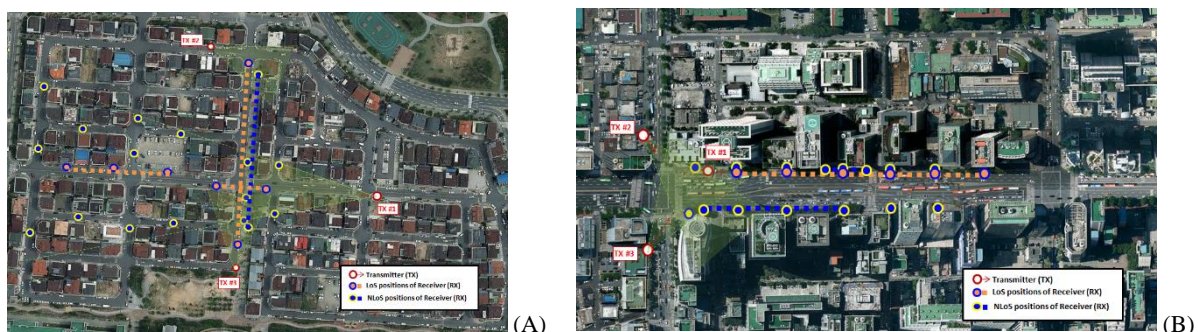 TX #2
TX #1
TX #3
Transmitter (TX)
LoS positions of Receiver (RX)
NLoS positions of Receiver (RX)
(A)
TX #2
TX #1
TX #3
Transmitter (TX)
LoS positions of Receiver (RX)
NLoS positions of Receiver (RX)
(B)